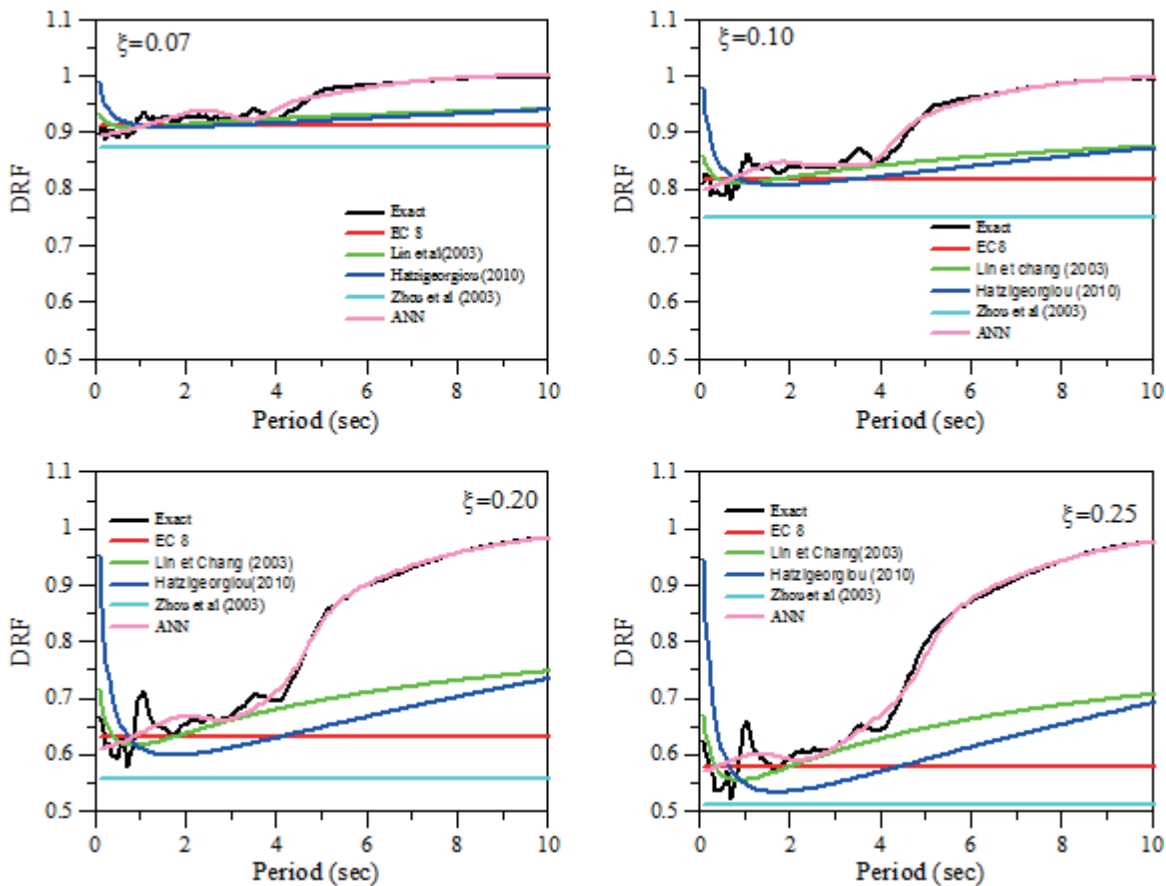 1.1
ξ=0.07
1
0.9
0.8
0.7
0.6
0.5
DRF
Exact
EC 8
Lin et al(2003)
Hatzigeorgiou (2010)
Zhou et al (2003)
ANN
0
2
4
6
8
10
Period (sec)
1.1
ξ=0.10
1
0.9
0.8
0.7
0.6
0.5
DRF
Exact
EC8
Lin et chang (2003)
Hatzigeorgiou (2010)
Zhou et al (2003)
ANN
0
2
4
6
8
10
Period (sec)
1.1
ξ=0.20
1
0.9
0.8
0.7
0.6
0.5
DRF
Exact
EC 8
Lin et Chang (2003)
Hatzigeorgiou(2010)
Zhou et al (2003)
ANN
0
2
4
6
8
10
Period (sec)
1.1
ξ=0.25
1
0.9
0.8
0.7
0.6
0.5
DRF
Exact
EC 8
Lin et Chang(2003)
Hatzigeorgiou (2010)
Zhou et al (2003)
ANN
0
2
4
6
8
10
Period (sec)